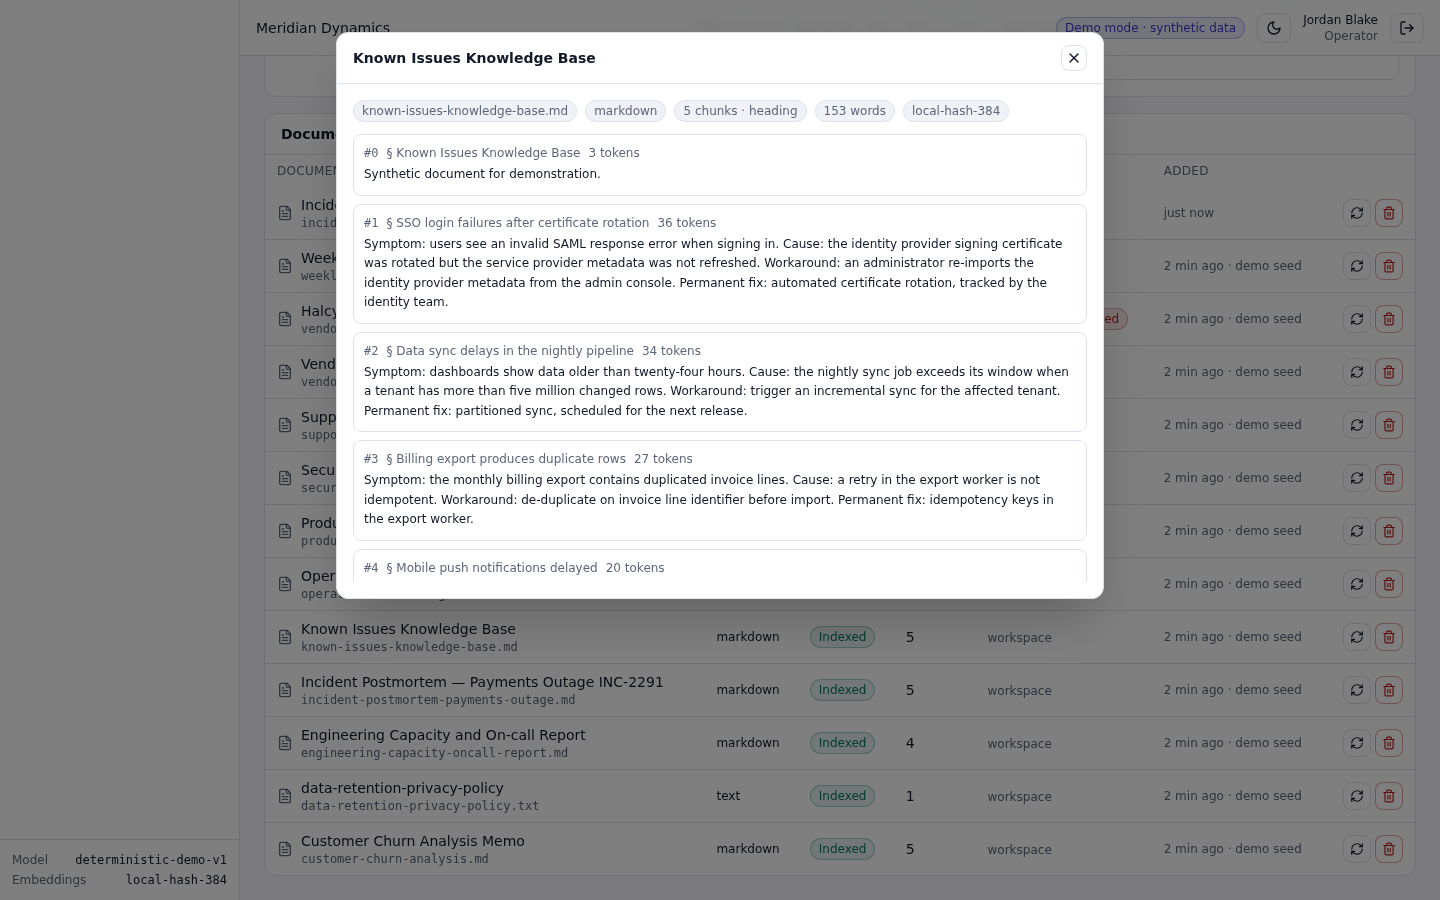 Meridian Dynamics
Demo mode · synthetic data
Jordan Blake
Operator
Known Issues Knowledge Base
known-issues-knowledge-base.md
markdown
5 chunks · heading
153 words
local-hash-384
#0 § Known Issues Knowledge Base 3 tokens
Synthetic document for demonstration.
#1 § SSO login failures after certificate rotation 36 tokens
Symptom: users see an invalid SAML response error when signing in. Cause: the identity provider signing certificate
was rotated but the service provider metadata was not refreshed. Workaround: an administrator re-imports the
identity provider metadata from the admin console. Permanent fix: automated certificate rotation, tracked by the
identity team.
#2 § Data sync delays in the nightly pipeline 34 tokens
Symptom: dashboards show data older than twenty-four hours. Cause: the nightly sync job exceeds its window when
a tenant has more than five million changed rows. Workaround: trigger an incremental sync for the affected tenant.
Permanent fix: partitioned sync, scheduled for the next release.
#3 § Billing export produces duplicate rows 27 tokens
Symptom: the monthly billing export contains duplicated invoice lines. Cause: a retry in the export worker is not
idempotent. Workaround: de-duplicate on invoice line identifier before import. Permanent fix: idempotency keys in
the export worker.
#4 § Mobile push notifications delayed 20 tokens
ADDED
just now
2 min ago · demo seed
2 min ago · demo seed
2 min ago · demo seed
2 min ago · demo seed
2 min ago · demo seed
2 min ago · demo seed
2 min ago · demo seed
Known Issues Knowledge Base
known-issues-knowledge-base.md
markdown Indexed 5 workspace 2 min ago · demo seed
Incident Postmortem — Payments Outage INC-2291
incident-postmortem-payments-outage.md
markdown Indexed 5 workspace 2 min ago · demo seed
Engineering Capacity and On-call Report
engineering-capacity-oncall-report.md
markdown Indexed 4 workspace 2 min ago · demo seed
data-retention-privacy-policy
data-retention-privacy-policy.txt
text Indexed 1 workspace 2 min ago · demo seed
Customer Churn Analysis Memo
customer-churn-analysis.md
markdown Indexed 5 workspace 2 min ago · demo seed
Model deterministic-demo-v1
Embeddings local-hash-384